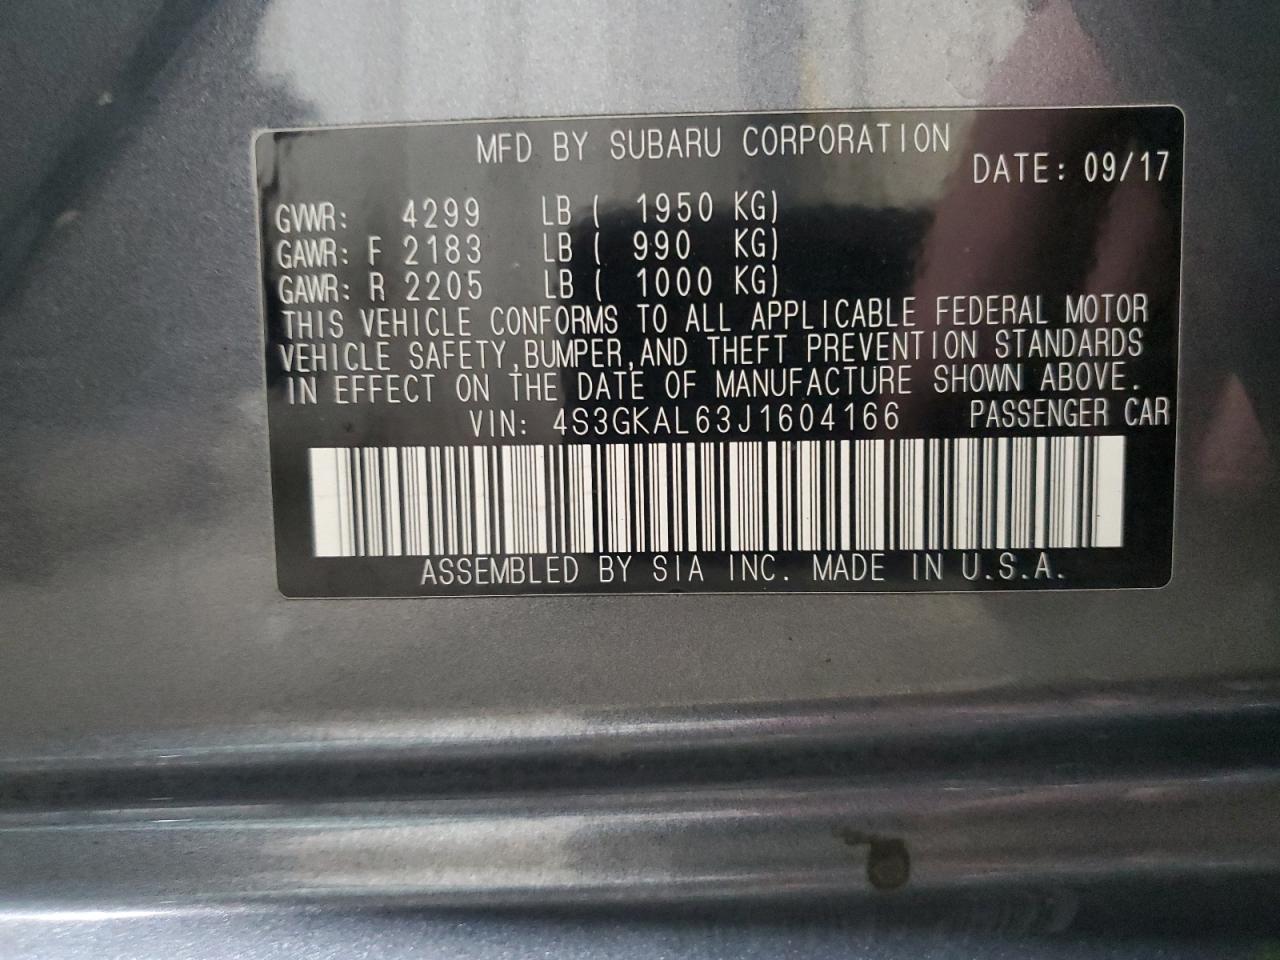 MFD BY SUBARU CORPORATION
DATE: 09/17
GVWR: 4299 LB ( 1950 KG)
GAWR: F 2183 LB ( 990 KG)
GAWR: R 2205 LB ( 1000 KG)
THIS VEHICLE CONFORMS TO ALL APPLICABLE FEDERAL MOTOR
VEHICLE SAFETY,BUMPER,AND THEFT PREVENTION STANDARDS
IN EFFECT ON THE DATE OF MANUFACTURE SHOWN ABOVE.
VIN: 4S3GKAL63J1604166 PASSENGER CAR
ASSEMBLED BY SIA INC. MADE IN U.S.A.